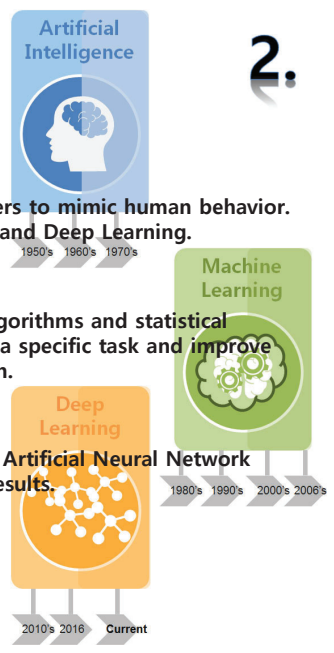 Artificial
Intelligence
2.
ers to mimic human behavior.
and Deep Learning.
1950's 1960's 1970's
Machine
Learning
gorithms and statistical
a specific task and improve
n.
Deep
Learning
Artificial Neural Network
esults.
1980's 1990's 2000's 2006's
2010's 2016 Current